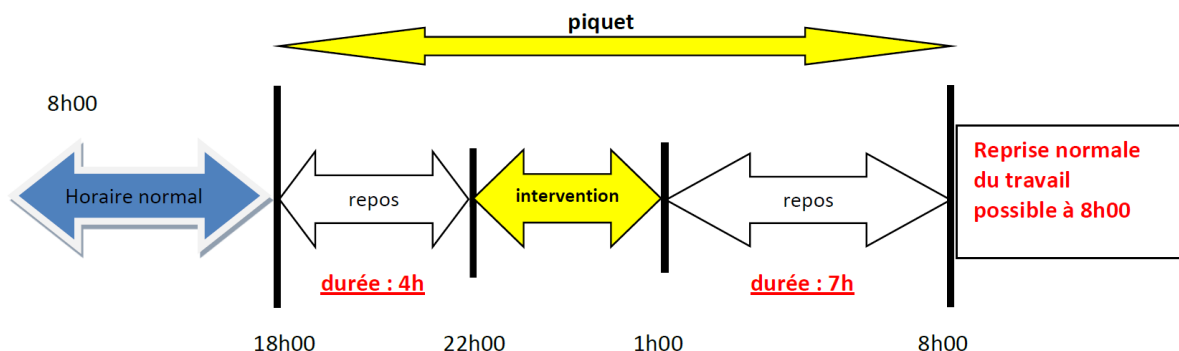 piquet
8h00
Horaire normal
repos
intervention
repos
Reprise normale
du travail
possible à 8h00
durée : 4h
durée : 7h
18h00
22h00
1h00
8h00